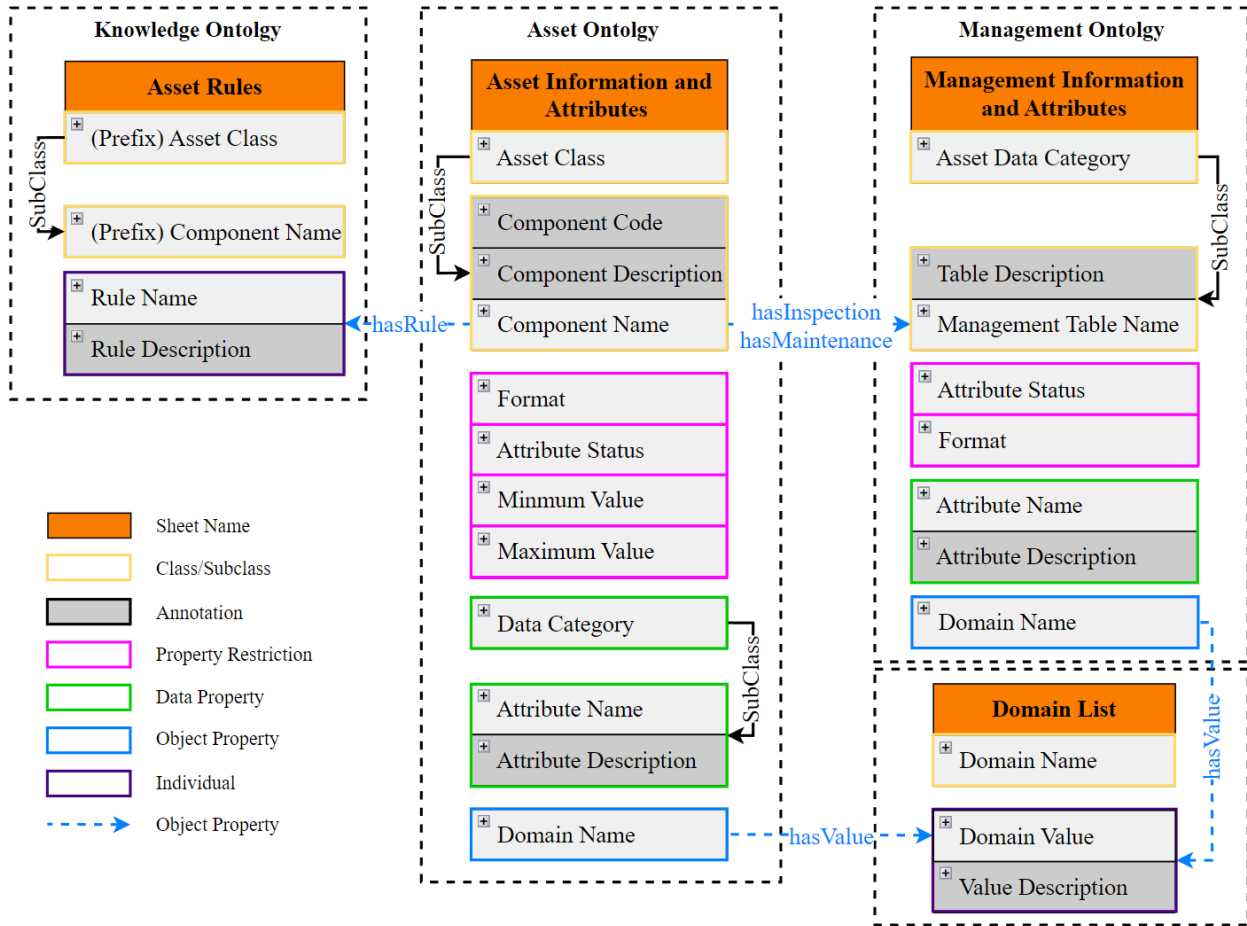 Knowledge Ontolgy
Asset Rules
(Prefix) Asset Class
SubClass
(Prefix) Component Name
Rule Name
Rule Description
hasRule
Asset Ontolgy
Asset Information and
Attributes
Asset Class
SubClass
Component Code
Component Description
Component Name
hasInspection
hasMaintenance
Format
Attribute Status
Minmum Value
Maximum Value
Data Category
SubClass
Attribute Name
Attribute Description
Domain Name
hasValue
Management Ontolgy
Management Information
and Attributes
Asset Data Category
SubClass
Table Description
Management Table Name
Attribute Status
Format
Attribute Name
Attribute Description
Domain Name
hasValue
Domain List
Domain Name
Domain Value
Value Description
Sheet Name
Class/Subclass
Annotation
Property Restriction
Data Property
Object Property
Individual
Object Property